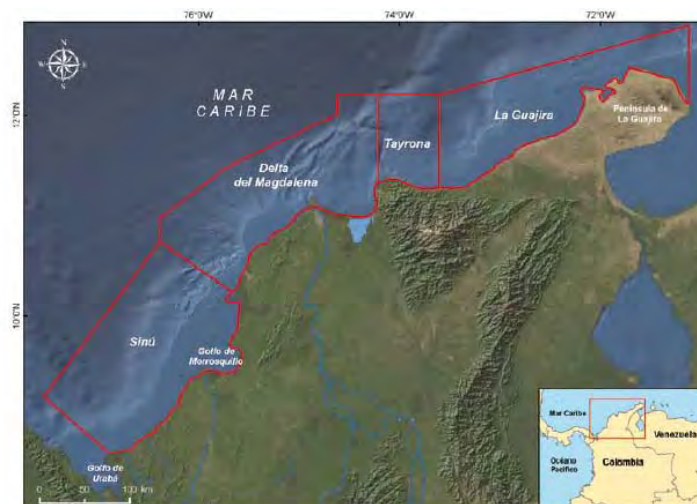 76°0'W
74°0'W
72°0'W
N
W
E
S
12°0'N
MAR
CARIBE
La Guajira
Península de
La Guajira
Tayrona
Delta
del Magdalena
10°0'N
Sinú
Golfo de
Morrosquillo
Golfo de
Urabá
0 50 100 km
Mar Caribe
Venezuela
Océano
Pacífico
Colombia